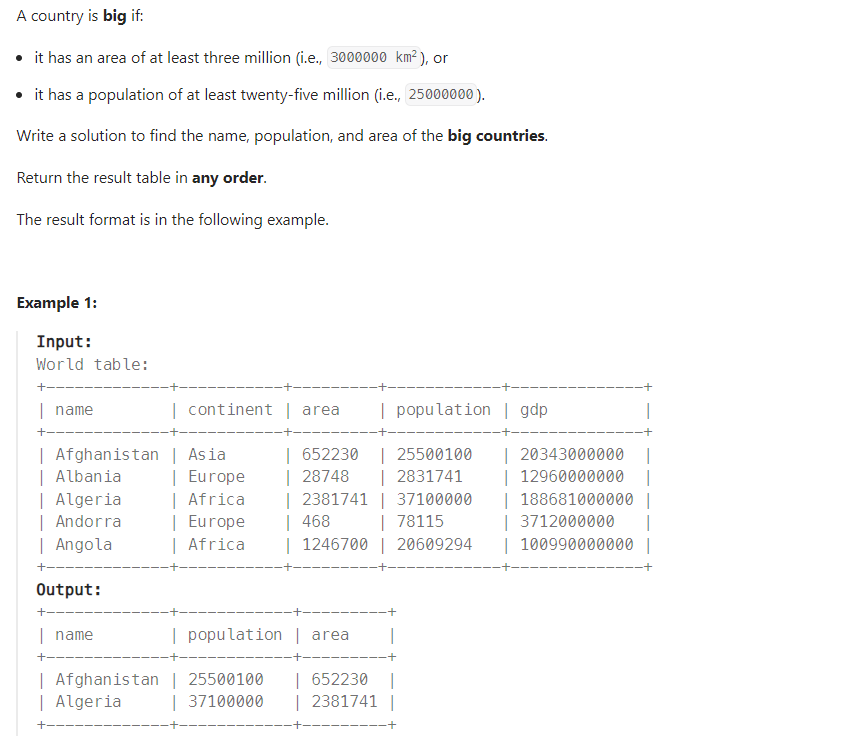 A country is big if:
it has an area of at least three million (i.e., 3000000 km²), or
it has a population of at least twenty-five million (i.e., 25000000).
Write a solution to find the name, population, and area of the big countries.
Return the result table in any order.
The result format is in the following example.
Example 1:
Input:
World table:
+-------------+-----------+---------+------------+--------------+
| name        | continent | area    | population | gdp          |
+-------------+-----------+---------+------------+--------------+
| Afghanistan | Asia      | 652230  | 25500100   | 20343000000  |
| Albania     | Europe    | 28748   | 2831741    | 12960000000  |
| Algeria     | Africa    | 2381741 | 37100000   | 188681000000 |
| Andorra     | Europe    | 468     | 78115      | 3712000000   |
| Angola      | Africa    | 1246700 | 20609294   | 100990000000 |
+-------------+-----------+---------+------------+--------------+
Output:
+-------------+------------+---------+
| name        | population | area    |
+-------------+------------+---------+
| Afghanistan | 25500100   | 652230  |
| Algeria     | 37100000   | 2381741 |
+-------------+------------+---------+